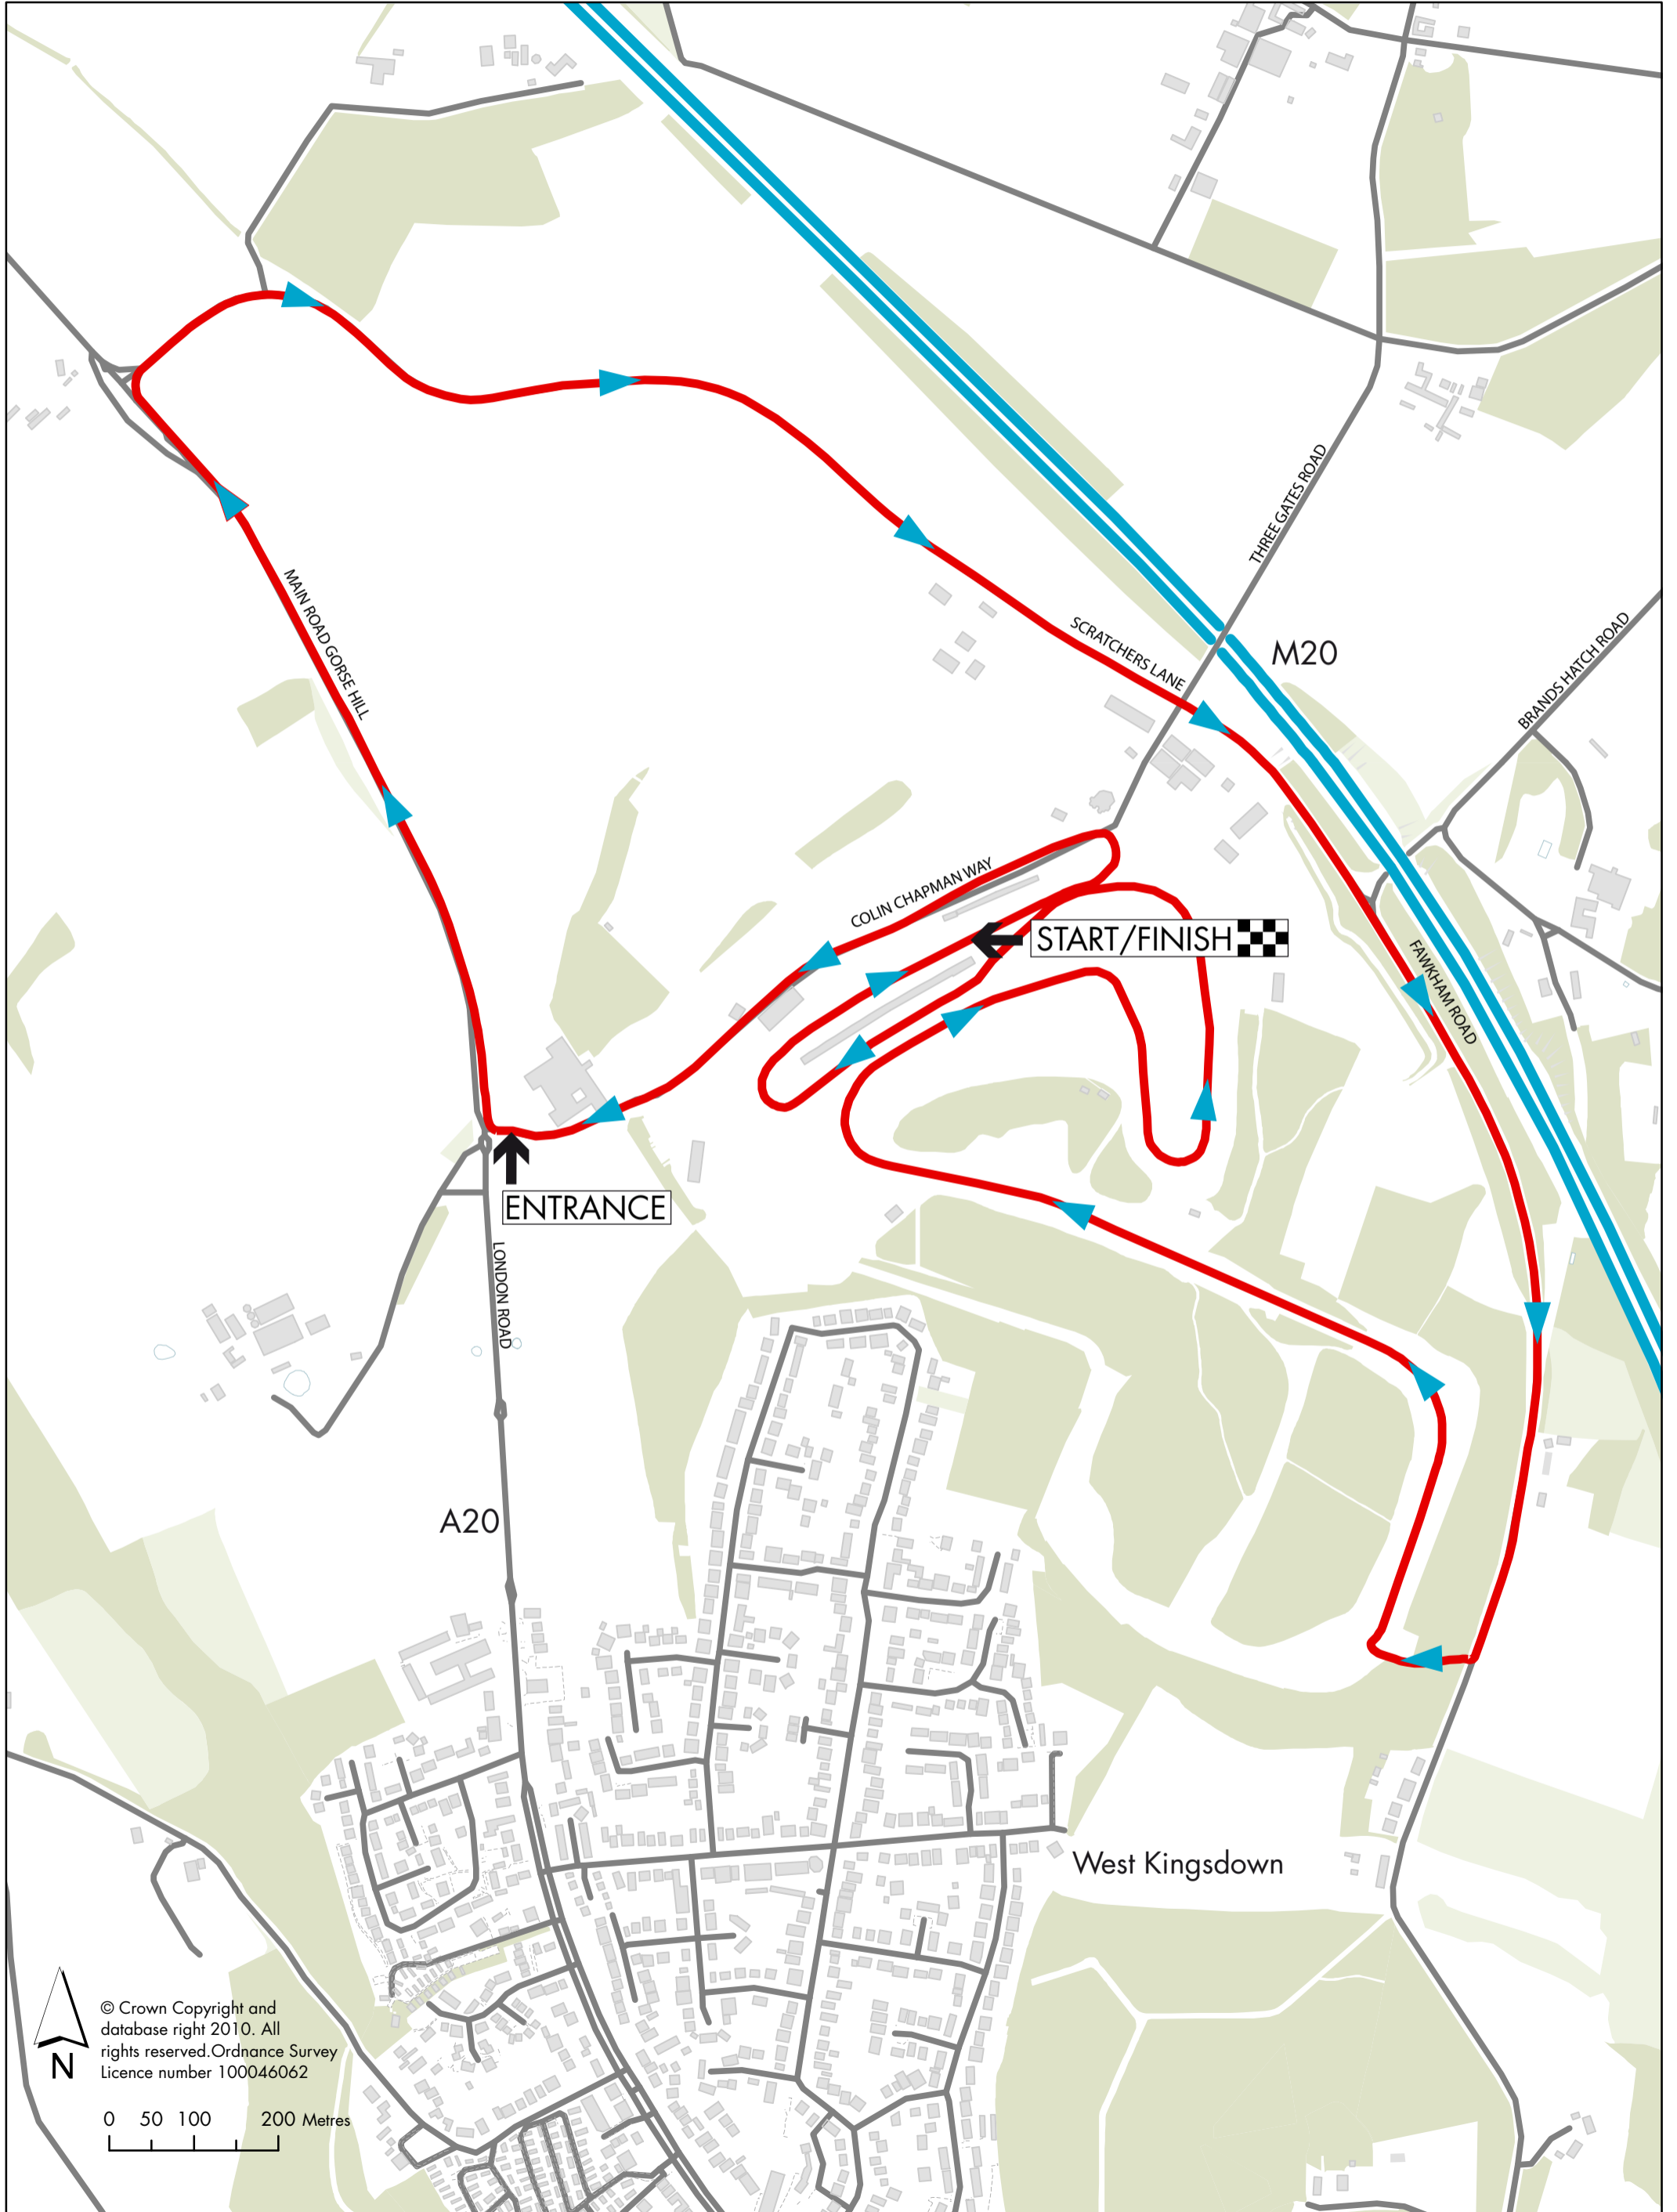 THREE GATES ROAD
M20
SCRATCHERS LANE
BRANDS HATCH ROAD
MAIN ROAD GORSE HILL
COLIN CHAPMAN WAY
START/FINISH
FAWKHAM ROAD
ENTRANCE
LONDON ROAD
A20
West Kingsdown
© Crown Copyright and
database right 2010. All
rights reserved.Ordnance Survey
Licence number 100046062
N
0 50 100 200 Metres